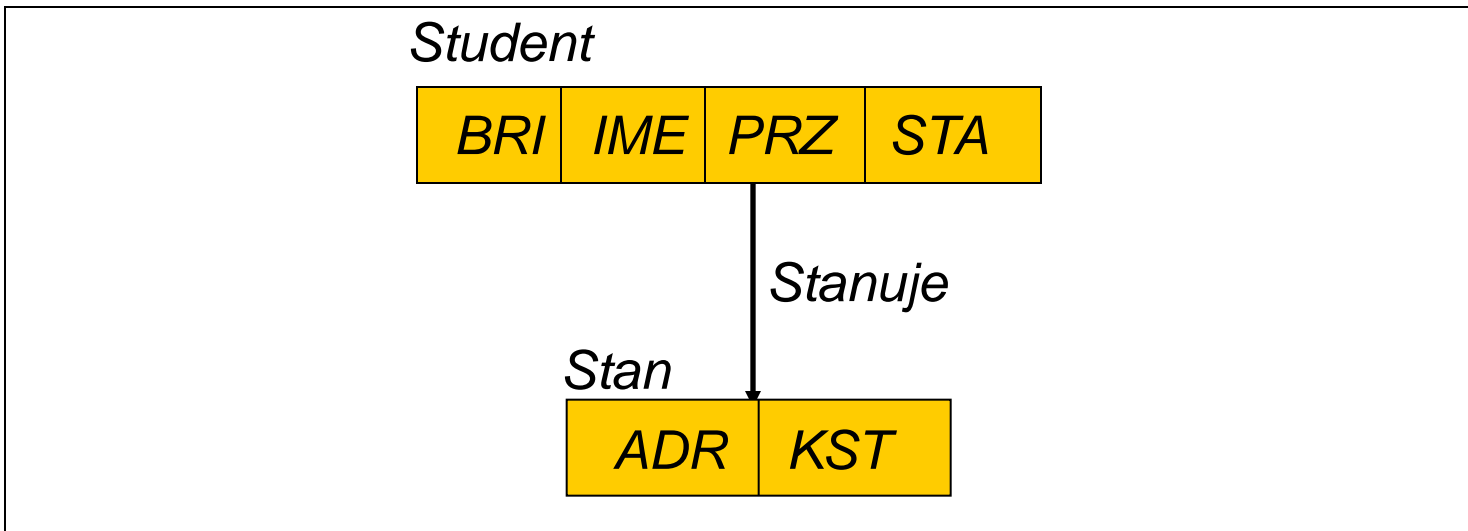 Student
BRI IME PRZ STA
Stanuje
Stan
ADR KST